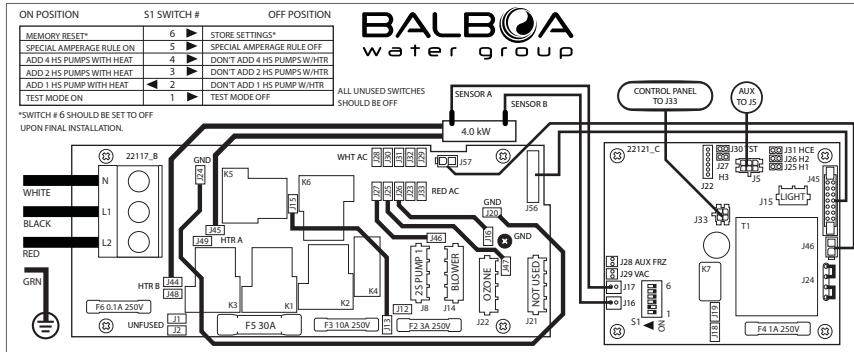 ON POSITION S1 SWITCH # OFF POSITION
MEMORY RESET* 6 ▶ STORE SETTINGS*
SPECIAL AMPERAGE RULE ON 5 ▶ SPECIAL AMPERAGE RULE OFF
ADD 4 HS PUMPS WITH HEAT 4 ▶ DON'T ADD 4 HS PUMPS W/HTR
ADD 2 HS PUMPS WITH HEAT 3 ▶ DON'T ADD 2 HS PUMPS W/HTR
ADD 1 HS PUMP WITH HEAT ◀ 2 DON'T ADD 1 HS PUMP W/HTR
TEST MODE ON 1 ▶ TEST MODE OFF
*SWITCH # 6 SHOULD BE SET TO OFF
UPON FINAL INSTALLATION.
BALBOA
water group
ALL UNUSED SWITCHES
SHOULD BE OFF
SENSOR A
SENSOR B
4.0 kW
CONTROL PANEL
TO J33
AUX
TO J5
22117_B
GND
J24
K5
K6
J15
WHT AC
J28
J30
J31
J32
J29
J57
RED AC
J27
J25
J26
J23
J33
GND
J20
J56
N
L1
L2
WHITE
BLACK
RED
GRN
J45
J49
HTR A
J46
J16
GND
J47
HTR B
J44
J48
K3
K1
K2
K4
2S PUMP 1
J8
BLOWER
J14
OZONE
J22
NOT USED
J21
F6 0.1A 250V
UNFUSED
J1
J2
F5 30A
F3 10A 250V
J13
J12
F2 3A 250V
22121_C
J22
J30 TST
J27
H3
J5
J31 HCE
J26 H2
J25 H1
J45
J15
LIGHT
J33
T1
J46
J28 AUX FRZ
J29 VAC
K7
J24
J17
J16
6
1
S1
ON
J18
J19
F4 1A 250V